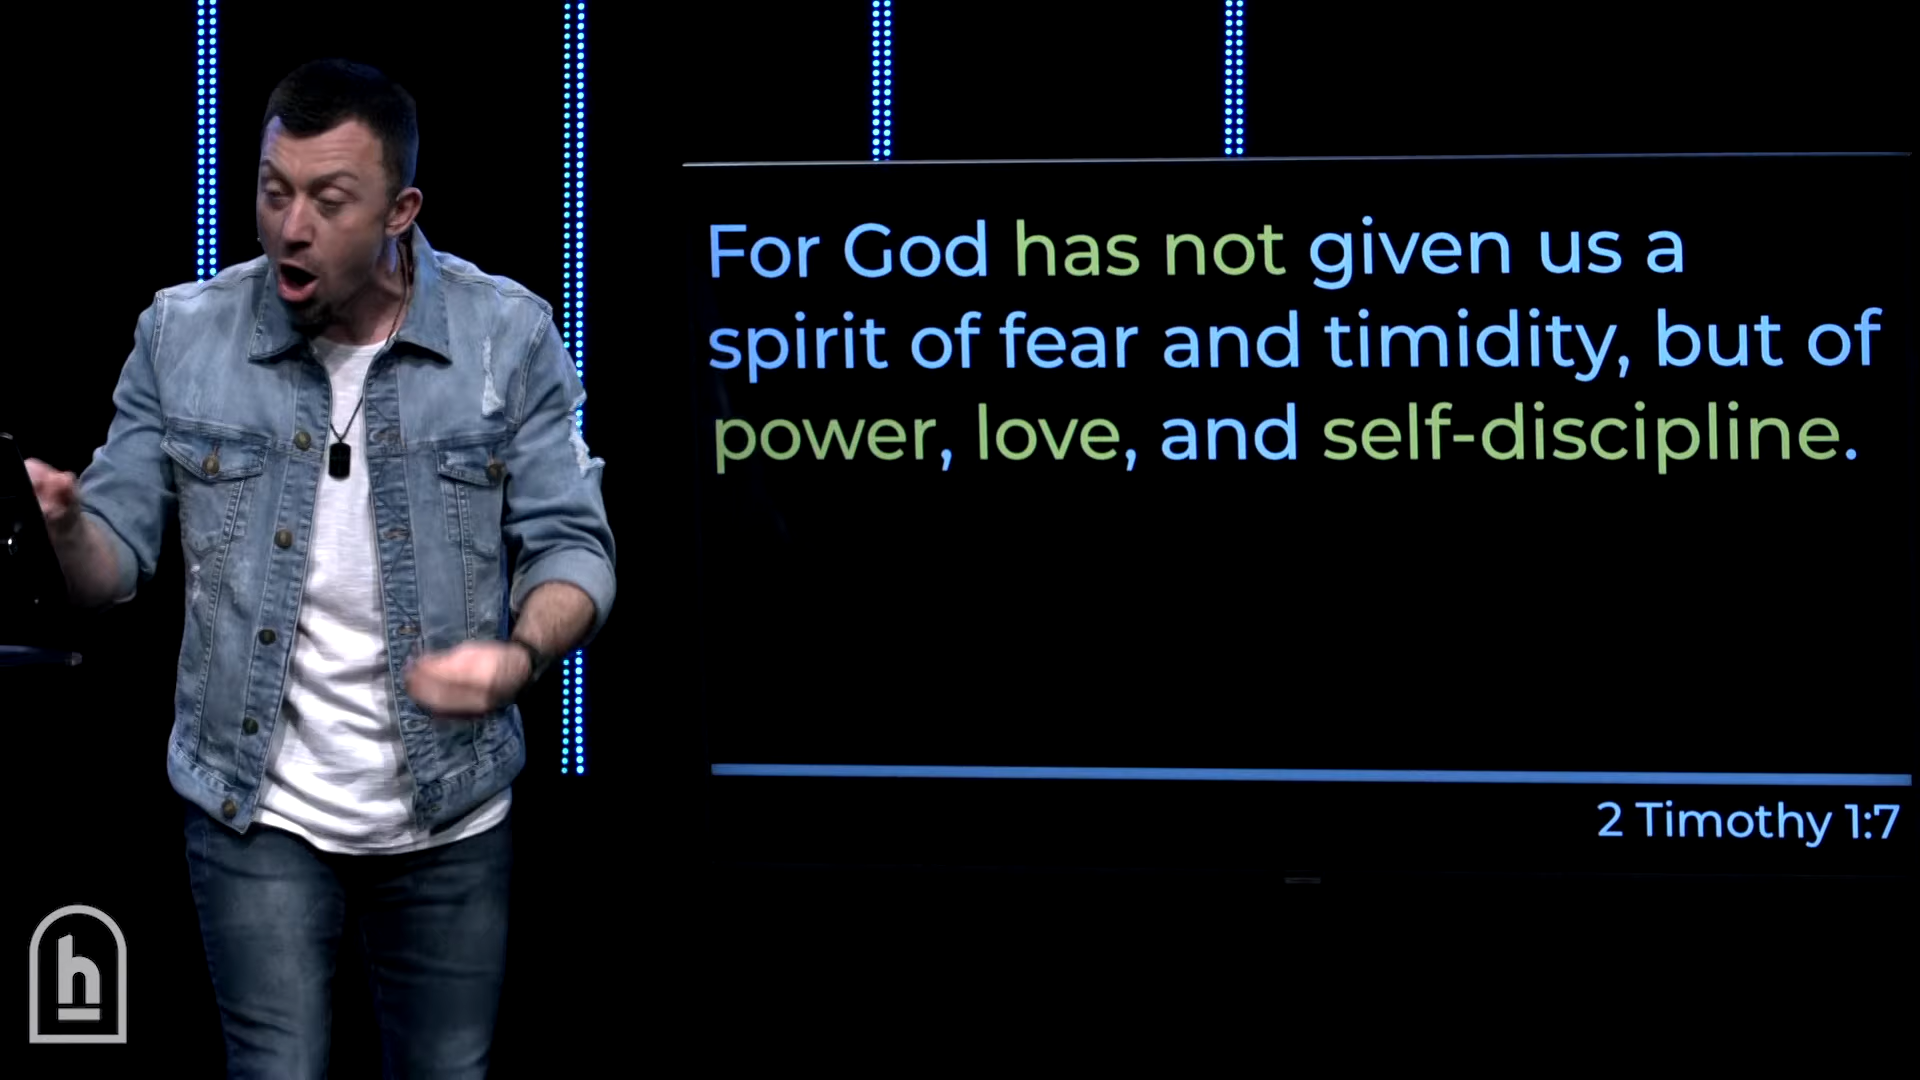 For God has not given us a
spirit of fear and timidity, but of
power, love, and self-discipline.
2 Timothy 1:7
h